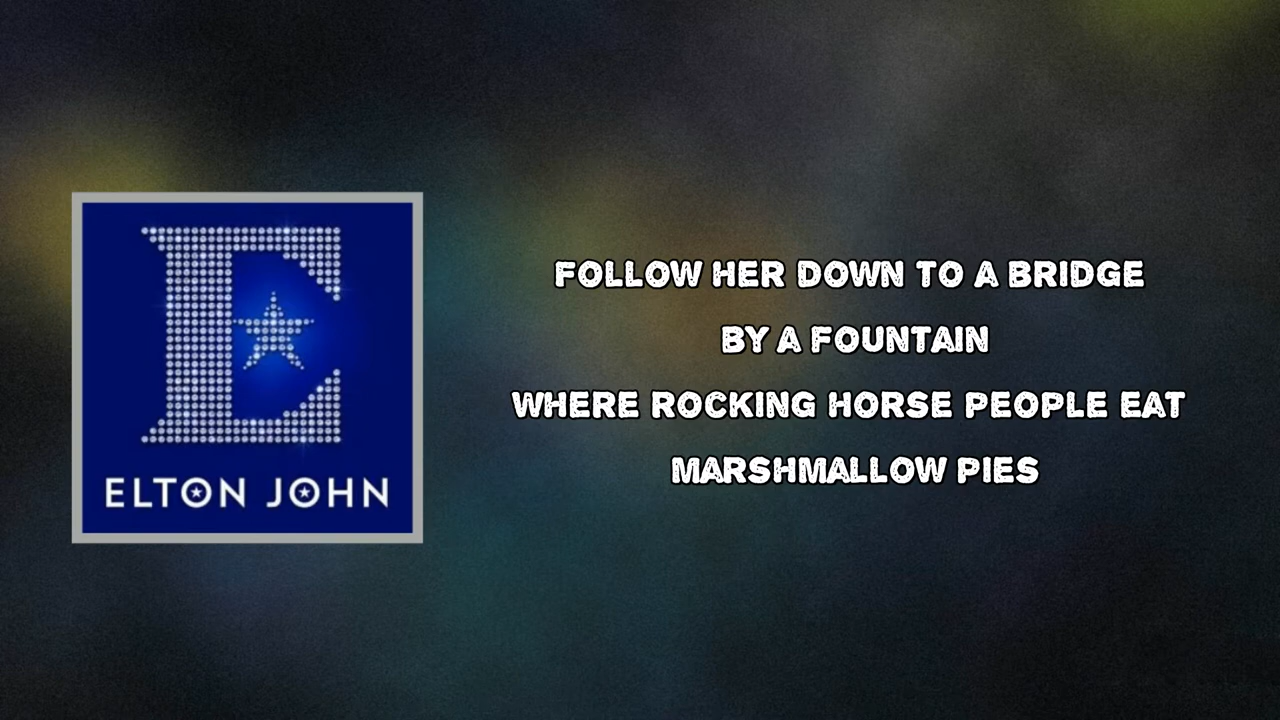 ELTON JOHN
FOLLOW HER DOWN TO A BRIDGE
BY A FOUNTAIN
WHERE ROCKING HORSE PEOPLE EAT
MARSHMALLOW PIES